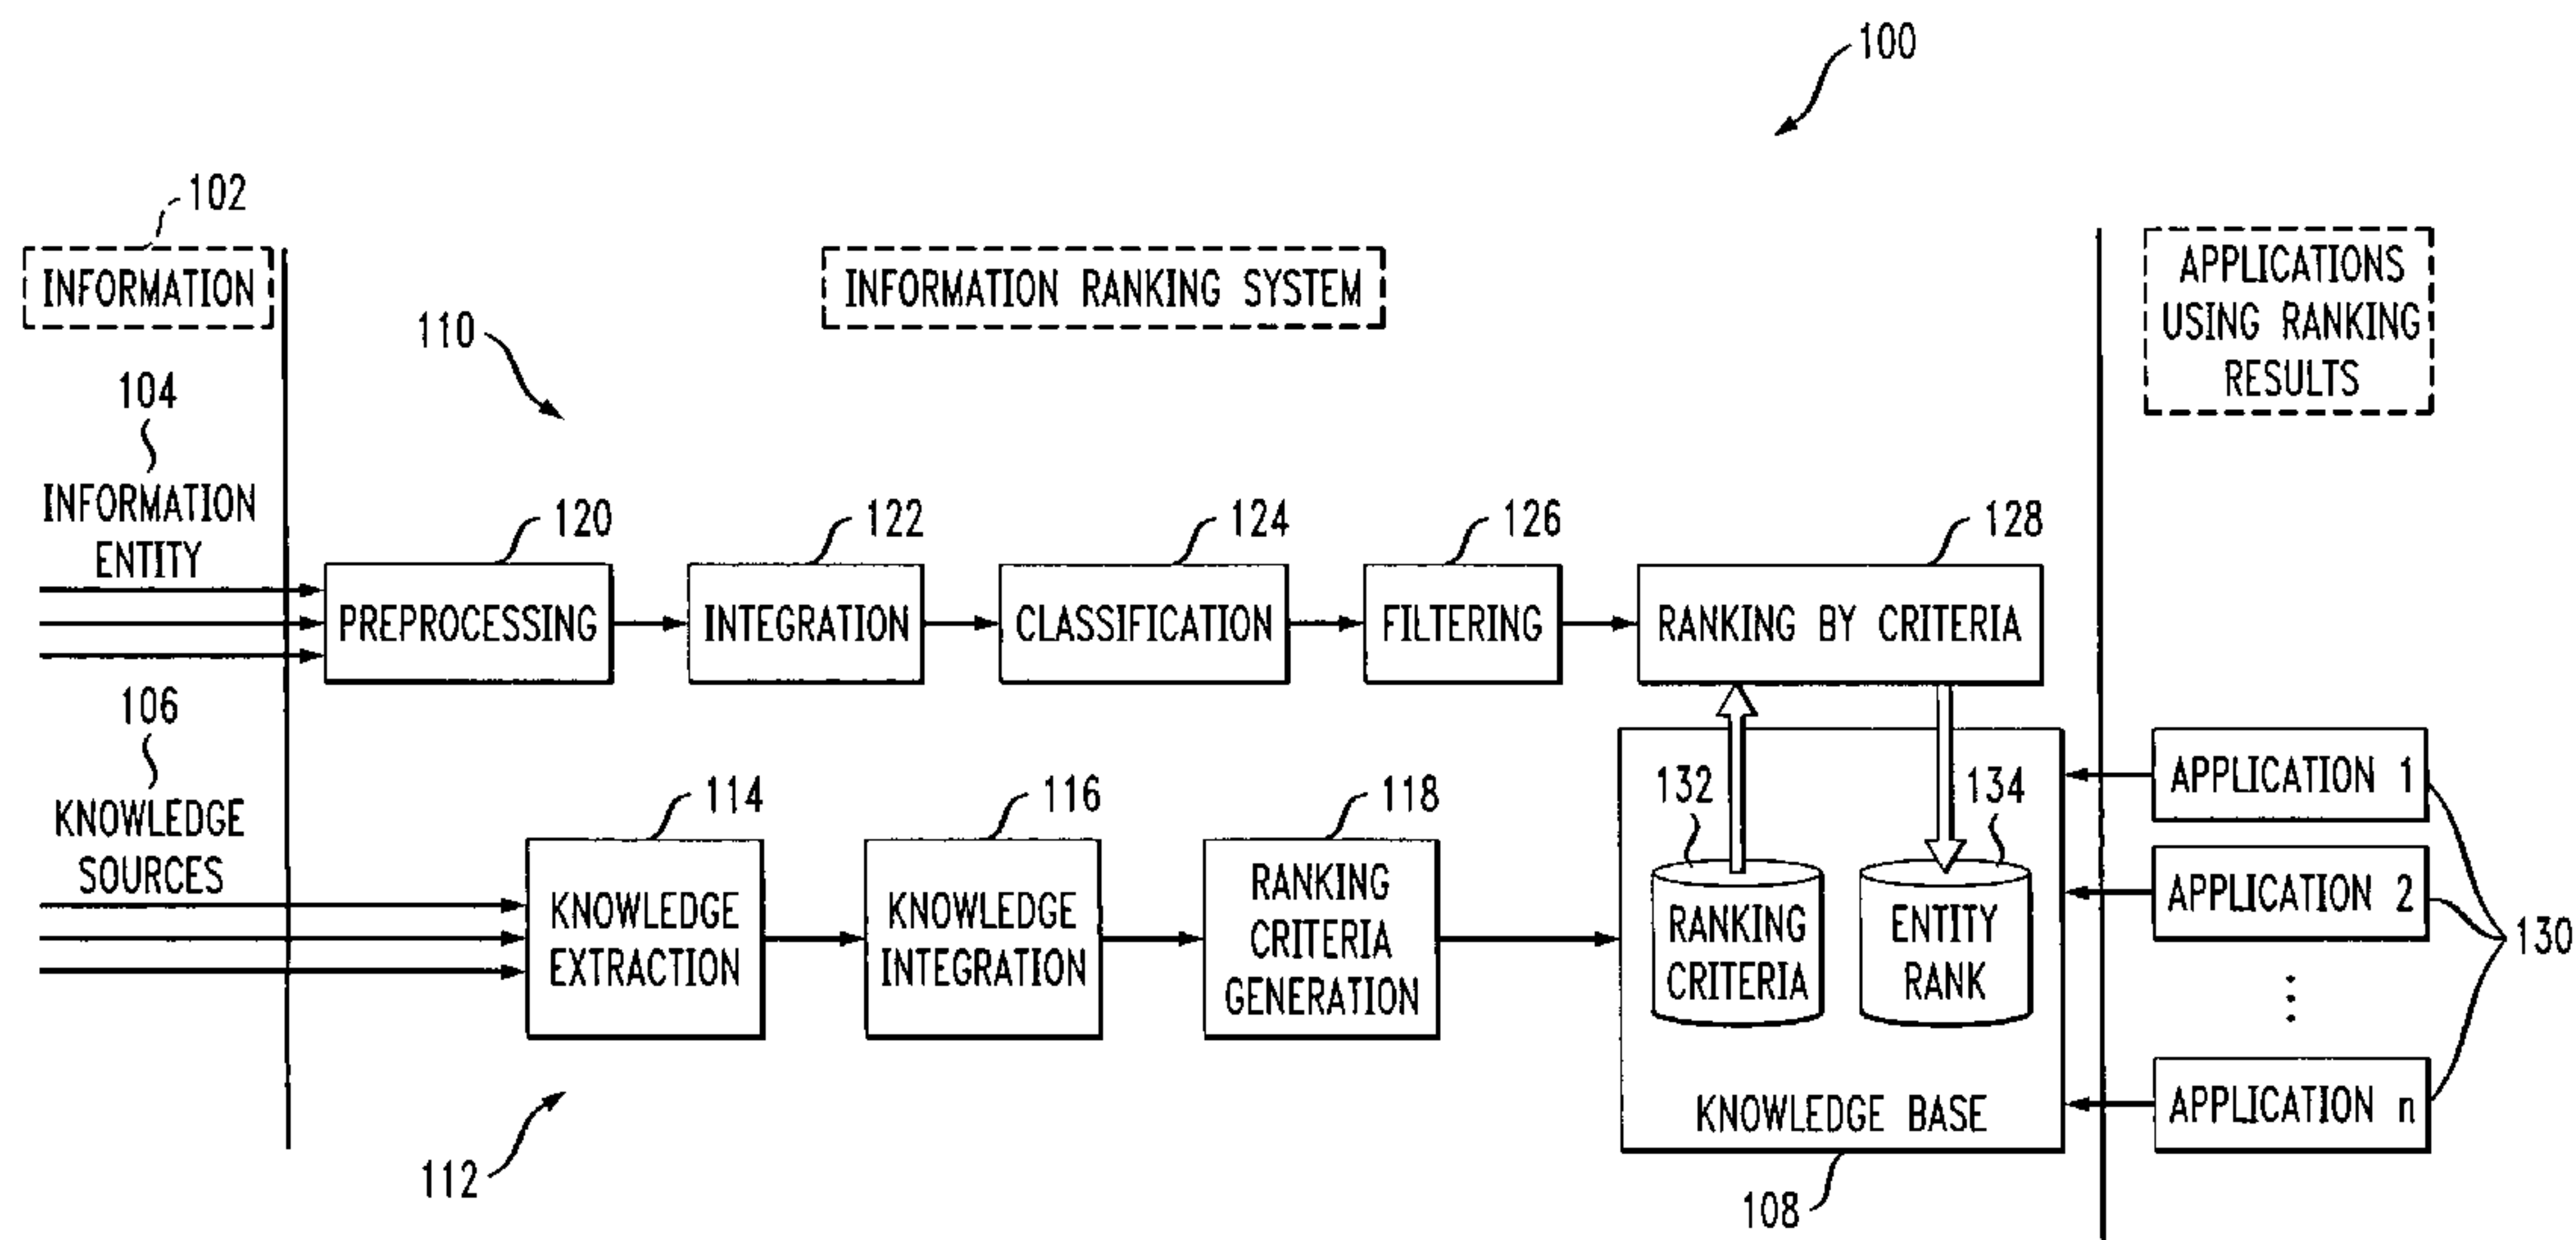 100
102
INFORMATION
INFORMATION RANKING SYSTEM
APPLICATIONS
USING RANKING
RESULTS
110
104
INFORMATION
ENTITY
120
122
124
126
128
PREPROCESSING
INTEGRATION
CLASSIFICATION
FILTERING
RANKING BY CRITERIA
106
KNOWLEDGE
SOURCES
114
116
118
132
134
KNOWLEDGE
EXTRACTION
KNOWLEDGE
INTEGRATION
RANKING
CRITERIA
GENERATION
RANKING
CRITERIA
ENTITY
RANK
KNOWLEDGE BASE
APPLICATION 1
APPLICATION 2
⋮
APPLICATION n
130
112
108